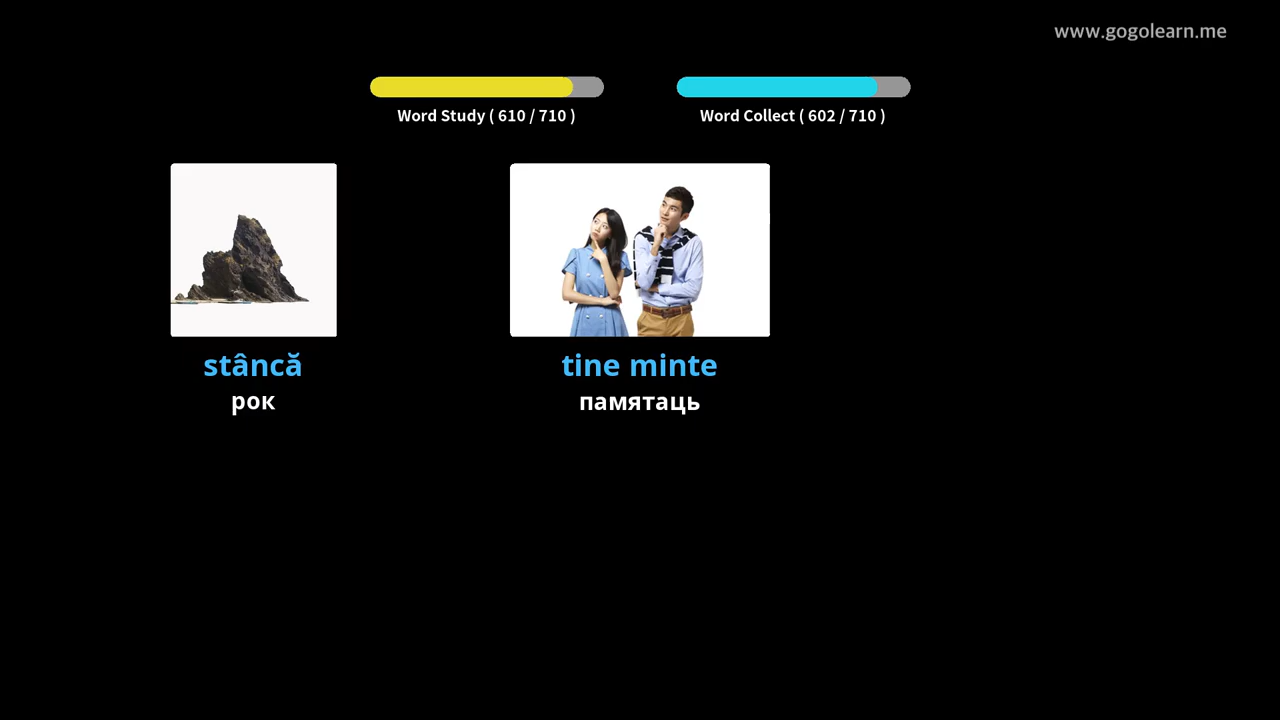 www.gogolearn.me
Word Study ( 610 / 710 )
Word Collect ( 602 / 710 )
stâncă
рок
tine minte
памятаць